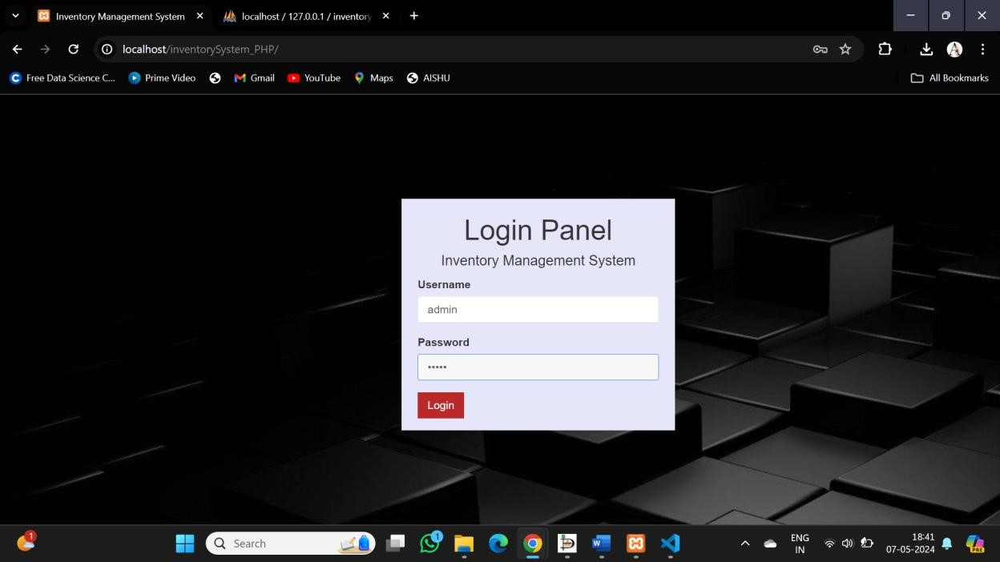 Inventory Management System
localhost / 127.0.0.1 / inventory
localhost/inventorySystem_PHP/
Free Data Science C...
Prime Video
Gmail
YouTube
Maps
AISHU
All Bookmarks
Login Panel
Inventory Management System
Username
admin
Password
•••••
Login
1
Search
1
W
ENG
IN
18:41
07-05-2024
PRE